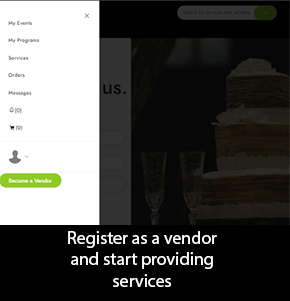 My Events
My Programs
Services
Orders
Messages
(0)
(0)
Become a Vendor
us.
Search for services and vendors
Register as a vendor
and start providing
services